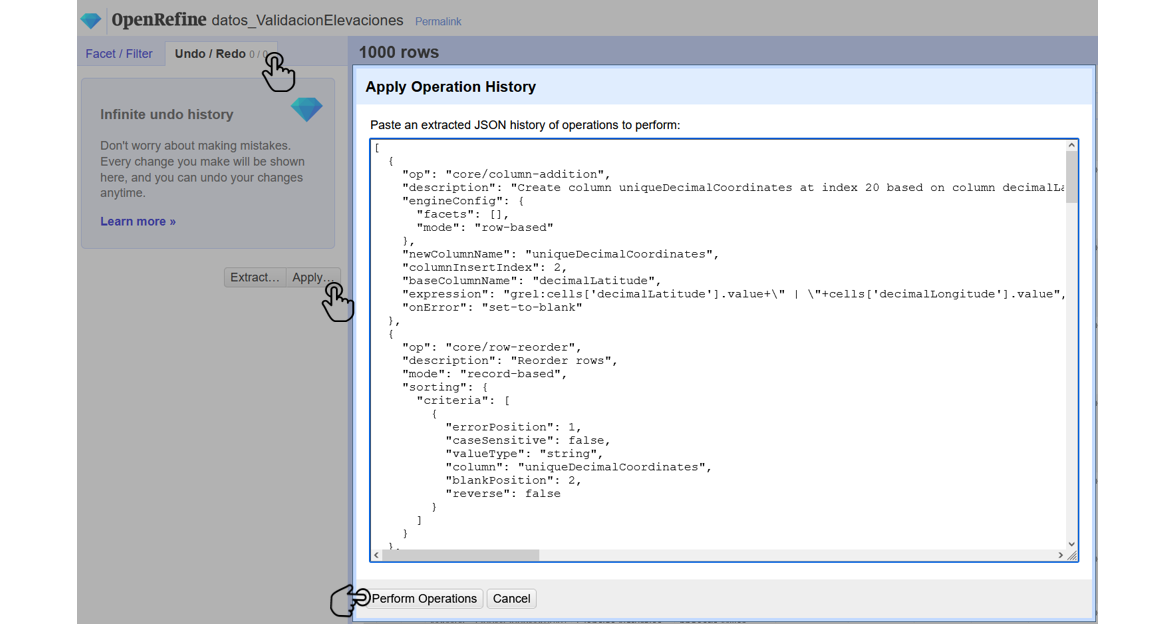 OpenRefine datos_ValidacionElevaciones Permalink
Facet / Filter Undo / Redo 0 / 0
1000 rows
Infinite undo history
Don't worry about making mistakes.
Every change you make will be shown
here, and you can undo your changes
anytime.
Learn more »
Extract... Apply...
Apply Operation History
Paste an extracted JSON history of operations to perform:
[
{
"op": "core/column-addition",
"description": "Create column uniqueDecimalCoordinates at index 20 based on column decimalLa
"engineConfig": {
"facets": [],
"mode": "row-based"
},
"newColumnName": "uniqueDecimalCoordinates",
"columnInsertIndex": 2,
"baseColumnName": "decimalLatitude",
"expression": "grel:cells['decimalLatitude'].value+\" | \"+cells['decimalLongitude'].value",
"onError": "set-to-blank"
},
{
"op": "core/row-reorder",
"description": "Reorder rows",
"mode": "record-based",
"sorting": {
"criteria": [
{
"errorPosition": 1,
"caseSensitive": false,
"valueType": "string",
"column": "uniqueDecimalCoordinates",
"blankPosition": 2,
"reverse": false
}
]
}
},
Perform Operations Cancel